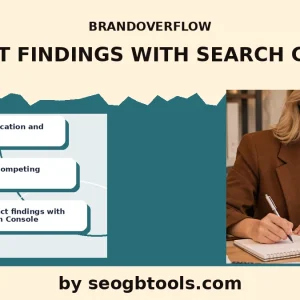 BRANDOVERFLOW
T FINDINGS WITH SEARCH C
cation and
ompeting
ct findings with
n Console
by seogbtools.com